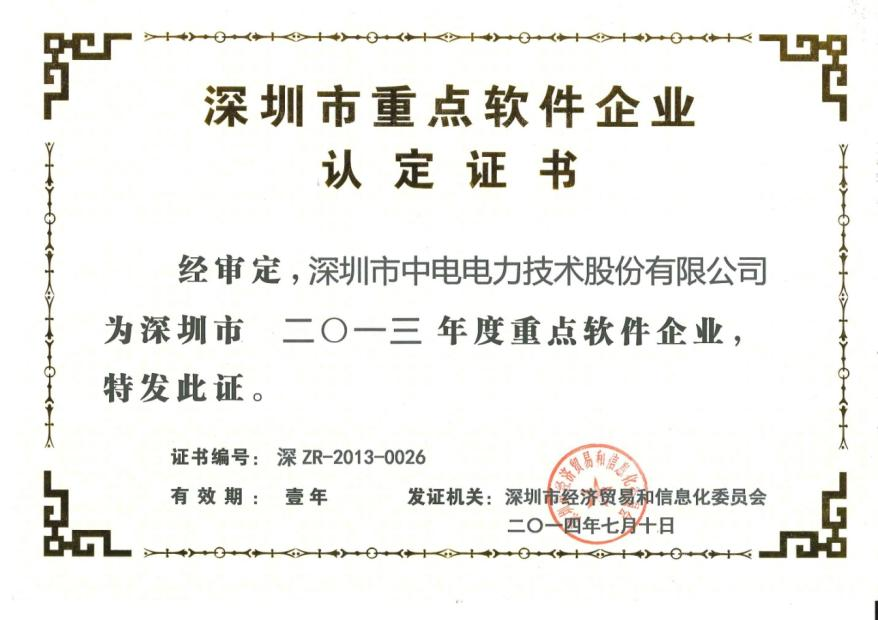 深圳市重点软件企业
认定证书
经审定，深圳市中电电力技术股份有限公司
为深圳市 二〇一三 年度重点软件企业，
特发此证。
证书编号：深 ZR-2013-0026
有效期：壹年
发证机关：深圳市经济贸易和信息化委员会
二〇一四年七月十日